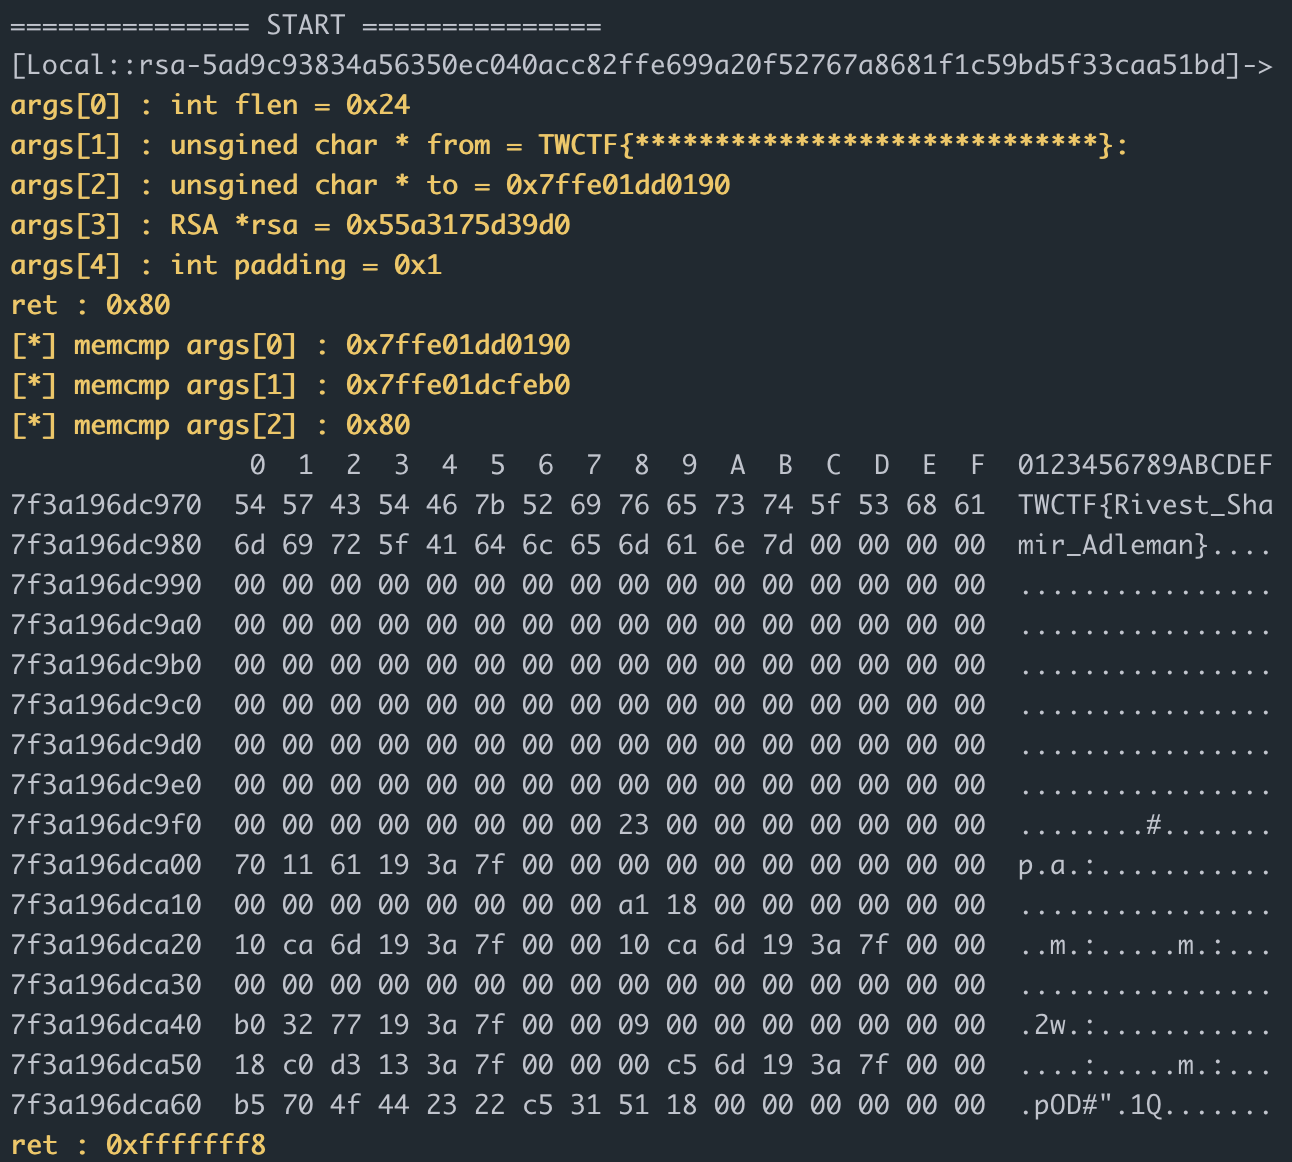 =============== START ===============
[Local::rsa-5ad9c93834a56350ec040acc82ffe699a20f52767a8681f1c59bd5f33caa51bd]->
args[0] : int flen = 0x24
args[1] : unsgined char * from = TWCTF{*****************************}:
args[2] : unsgined char * to = 0x7ffe01dd0190
args[3] : RSA *rsa = 0x55a3175d39d0
args[4] : int padding = 0x1
ret : 0x80
[*] memcmp args[0] : 0x7ffe01dd0190
[*] memcmp args[1] : 0x7ffe01dcfeb0
[*] memcmp args[2] : 0x80
0 1 2 3 4 5 6 7 8 9 A B C D E F 0123456789ABCDEF
7f3a196dc970 54 57 43 54 46 7b 52 69 76 65 73 74 5f 53 68 61 TWCTF{Rivest_Sha
7f3a196dc980 6d 69 72 5f 41 64 6c 65 6d 61 6e 7d 00 00 00 00 mir_Adleman}....
7f3a196dc990 00 00 00 00 00 00 00 00 00 00 00 00 00 00 00 00 ................
7f3a196dc9a0 00 00 00 00 00 00 00 00 00 00 00 00 00 00 00 00 ................
7f3a196dc9b0 00 00 00 00 00 00 00 00 00 00 00 00 00 00 00 00 ................
7f3a196dc9c0 00 00 00 00 00 00 00 00 00 00 00 00 00 00 00 00 ................
7f3a196dc9d0 00 00 00 00 00 00 00 00 00 00 00 00 00 00 00 00 ................
7f3a196dc9e0 00 00 00 00 00 00 00 00 00 00 00 00 00 00 00 00 ................
7f3a196dc9f0 00 00 00 00 00 00 00 00 23 00 00 00 00 00 00 00 ........#.......
7f3a196dca00 70 11 61 19 3a 7f 00 00 00 00 00 00 00 00 00 00 p.a.:...........
7f3a196dca10 00 00 00 00 00 00 00 00 a1 18 00 00 00 00 00 00 ................
7f3a196dca20 10 ca 6d 19 3a 7f 00 00 10 ca 6d 19 3a 7f 00 00 ..m.:.....m.:...
7f3a196dca30 00 00 00 00 00 00 00 00 00 00 00 00 00 00 00 00 ................
7f3a196dca40 b0 32 77 19 3a 7f 00 00 09 00 00 00 00 00 00 00 .2w.:...........
7f3a196dca50 18 c0 d3 13 3a 7f 00 00 00 c5 6d 19 3a 7f 00 00 ....:.....m.:...
7f3a196dca60 b5 70 4f 44 23 22 c5 31 51 18 00 00 00 00 00 00 .pOD#".1Q.......
ret : 0xfffffff8